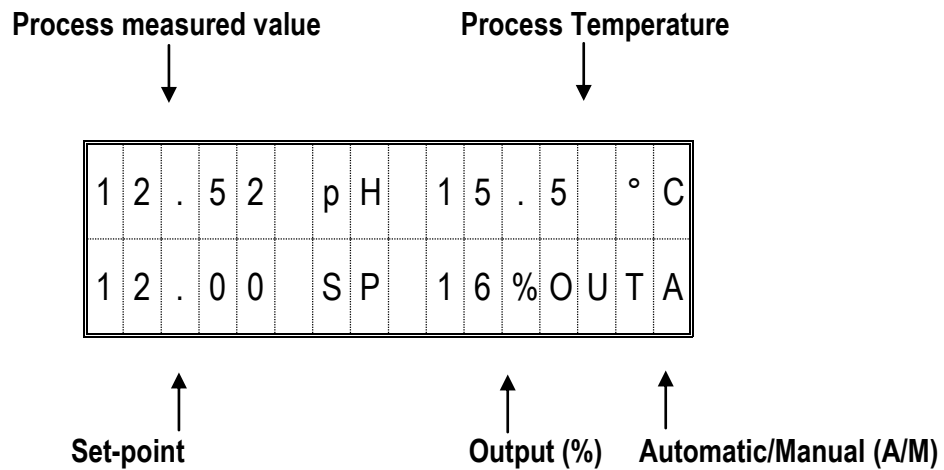 Process measured value Process Temperature
12.52 pH 15.5 °C
12.00 SP 16%OUTA
Set-point Output (%) Automatic/Manual (A/M)